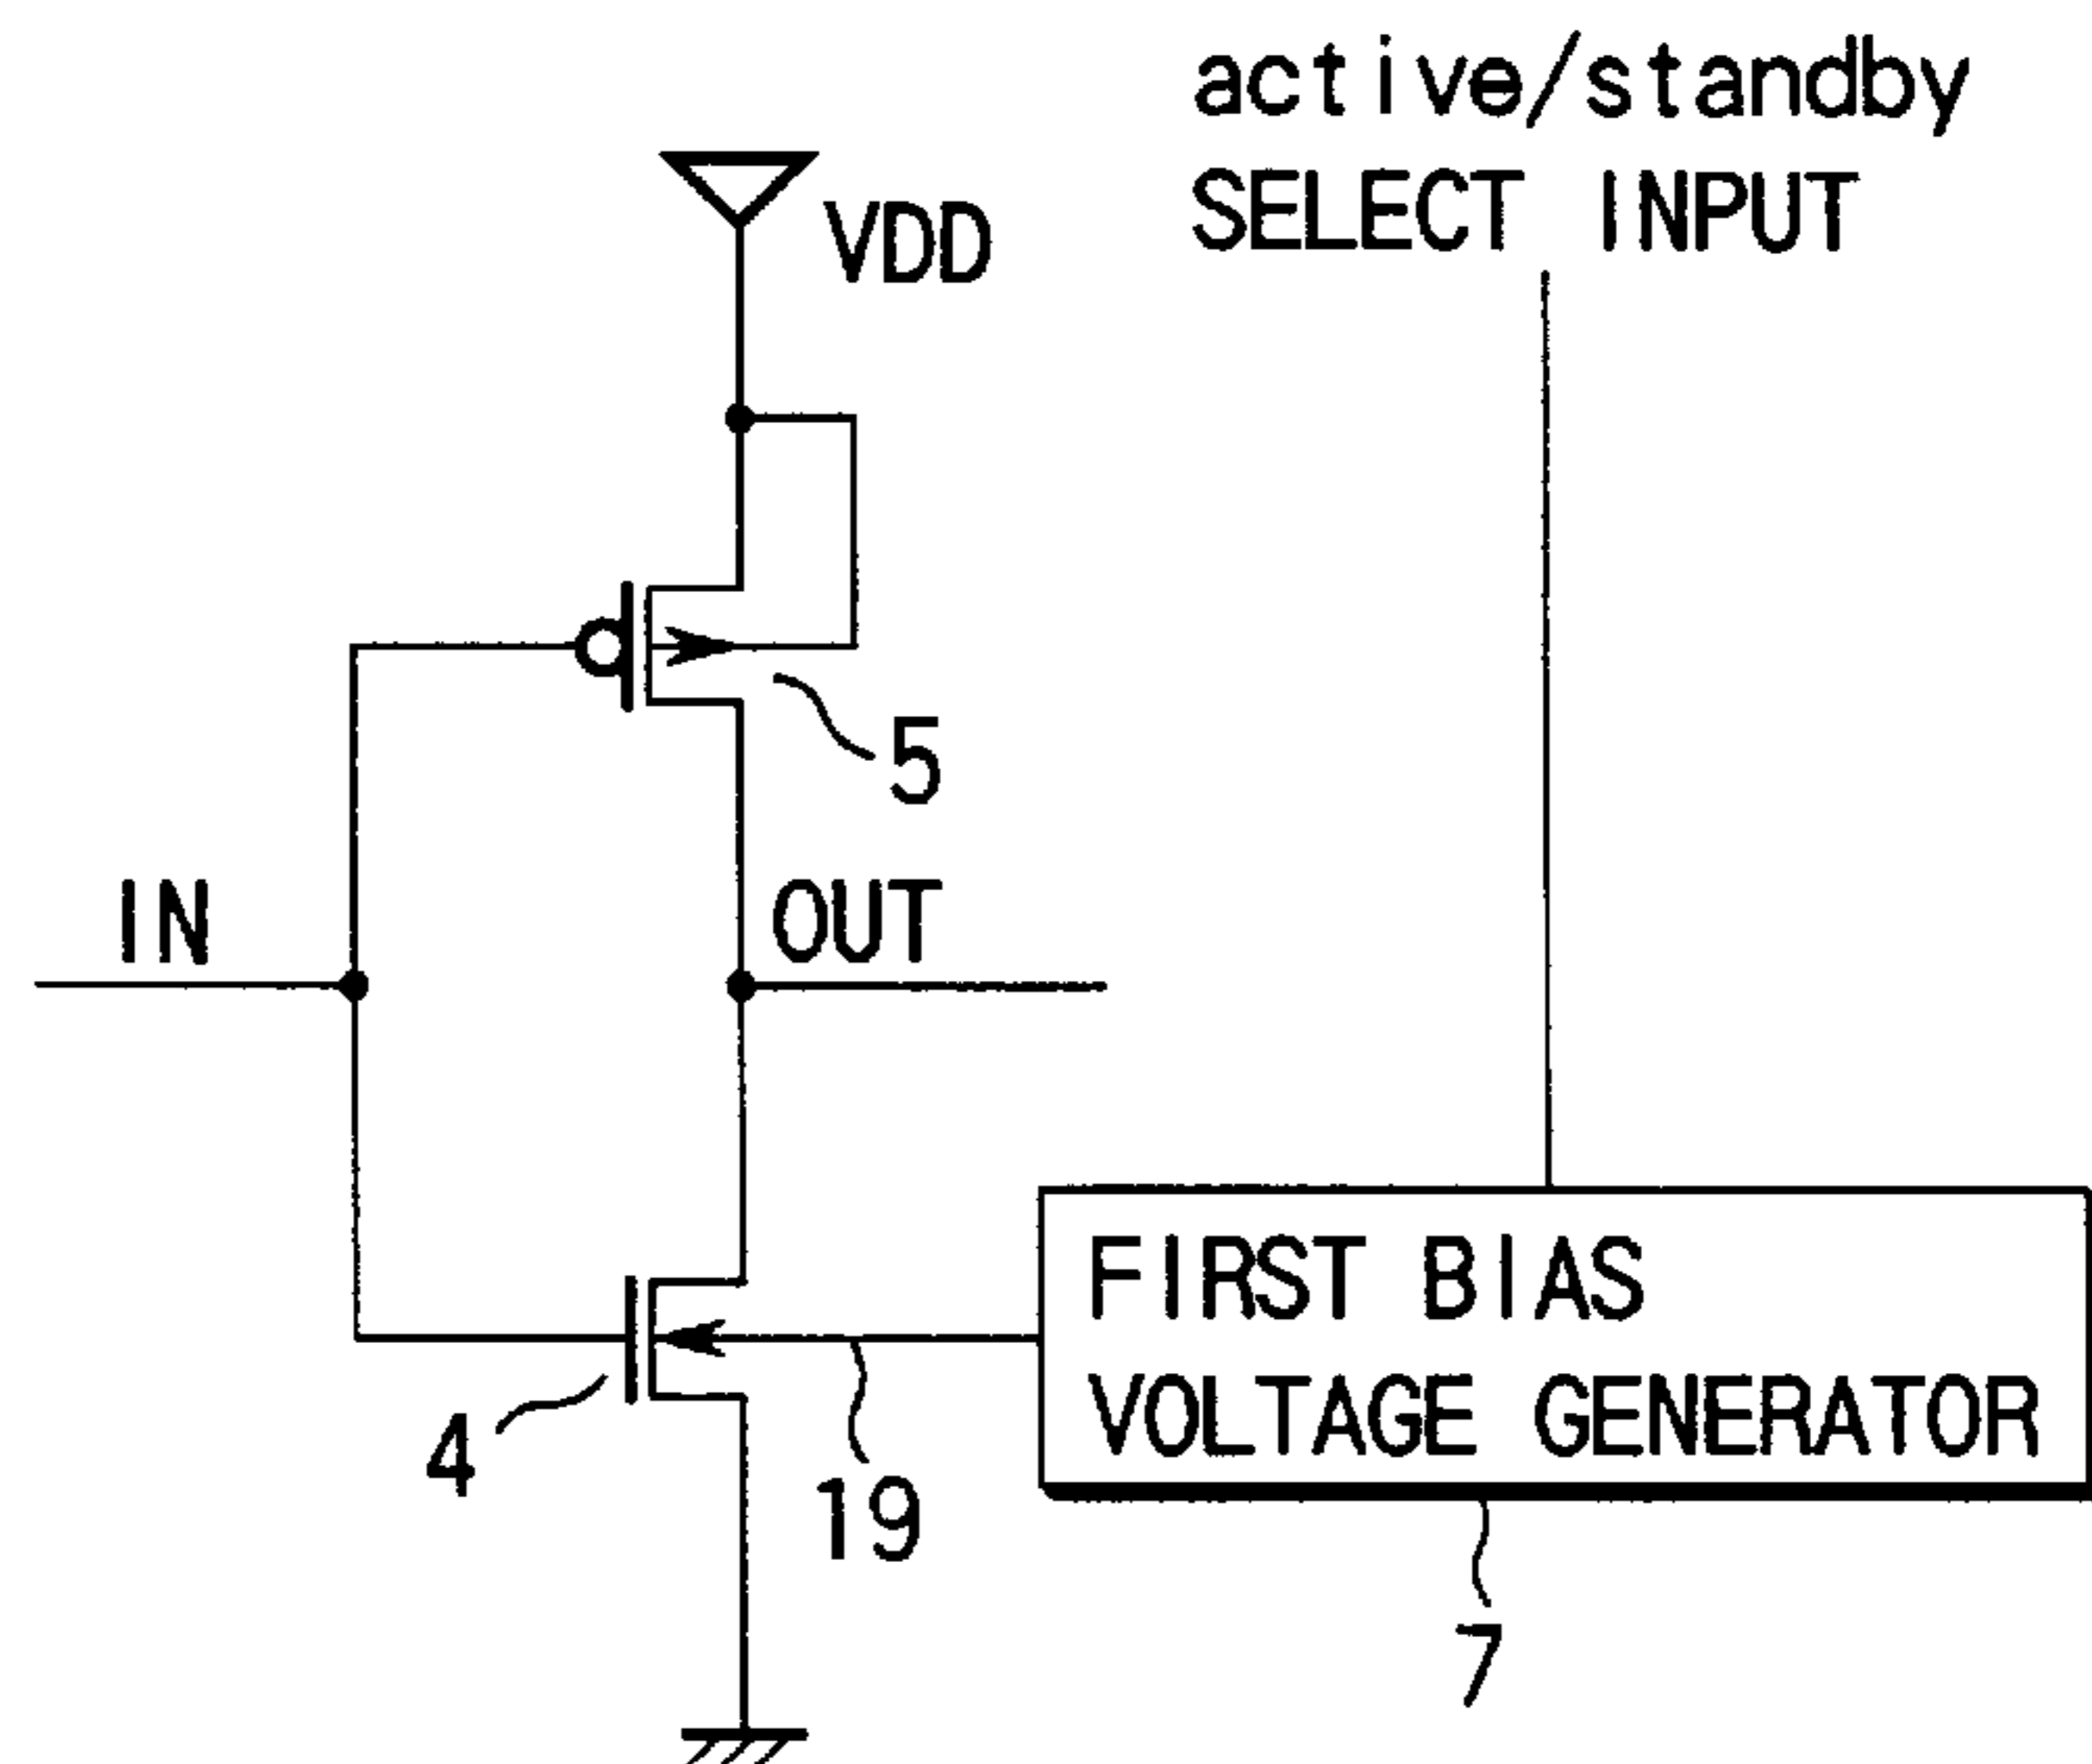 active/standby
SELECT INPUT
VDD
5
IN
OUT
FIRST BIAS
VOLTAGE GENERATOR
4
19
7